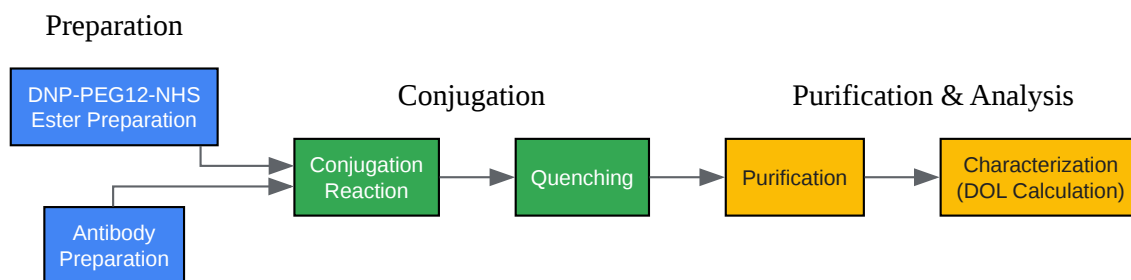 Preparation
DNP-PEG12-NHS
Ester Preparation
Antibody
Preparation
Conjugation
Conjugation
Reaction
Quenching
Purification & Analysis
Purification
Characterization
(DOL Calculation)